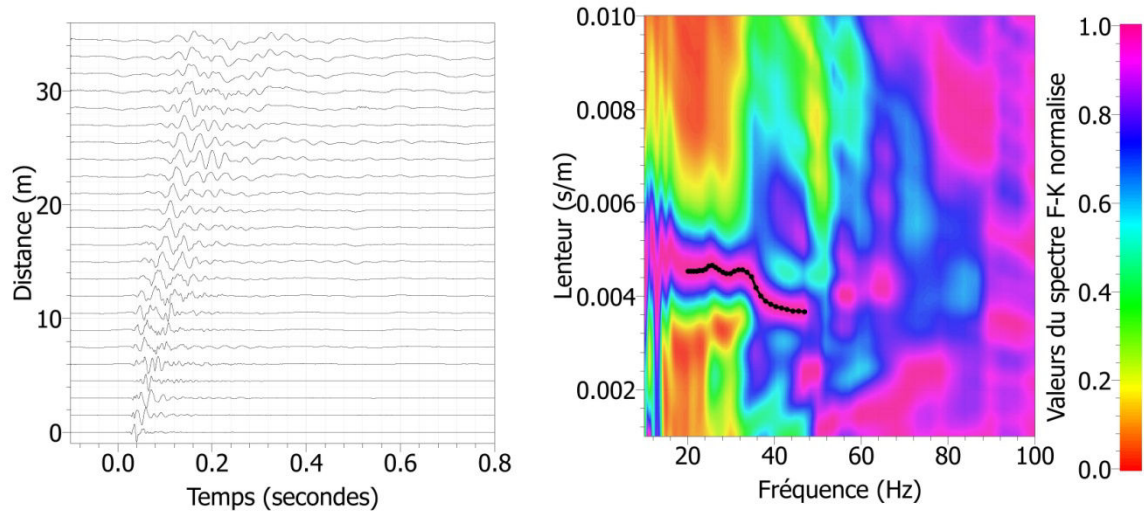 Distance (m)
30
20
10
0
0.0 0.2 0.4 0.6 0.8
Temps (secondes)
Lenteur (s/m)
0.010
0.008
0.006
0.004
0.002
20 40 60 80 100
Fréquence (Hz)
Valeurs du spectre F-K normalise
1.0
0.8
0.6
0.4
0.2
0.0